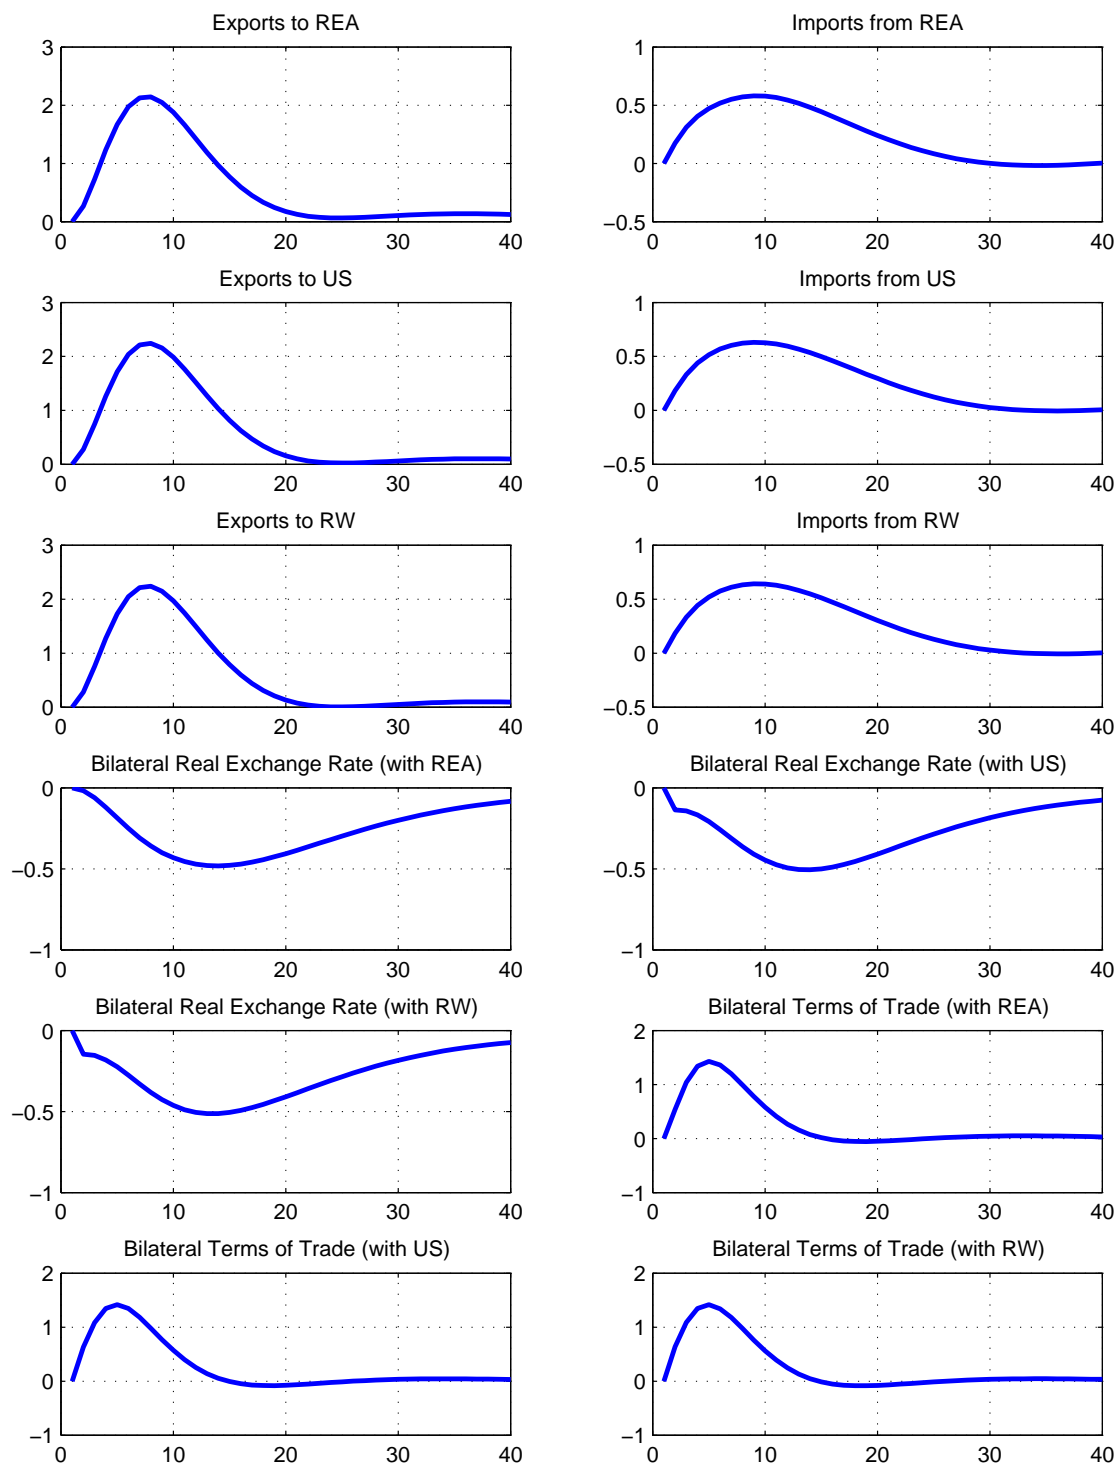 Exports to REA
3
2
1
0
0 10 20 30 40
Imports from REA
1
0.5
0
−0.5
0 10 20 30 40
Exports to US
3
2
1
0
0 10 20 30 40
Imports from US
1
0.5
0
−0.5
0 10 20 30 40
Exports to RW
3
2
1
0
0 10 20 30 40
Imports from RW
1
0.5
0
−0.5
0 10 20 30 40
Bilateral Real Exchange Rate (with REA)
0
−0.5
−1
0 10 20 30 40
Bilateral Real Exchange Rate (with US)
0
−0.5
−1
0 10 20 30 40
Bilateral Real Exchange Rate (with RW)
0
−0.5
−1
0 10 20 30 40
Bilateral Terms of Trade (with REA)
2
1
0
−1
0 10 20 30 40
Bilateral Terms of Trade (with US)
2
1
0
−1
0 10 20 30 40
Bilateral Terms of Trade (with RW)
2
1
0
−1
0 10 20 30 40